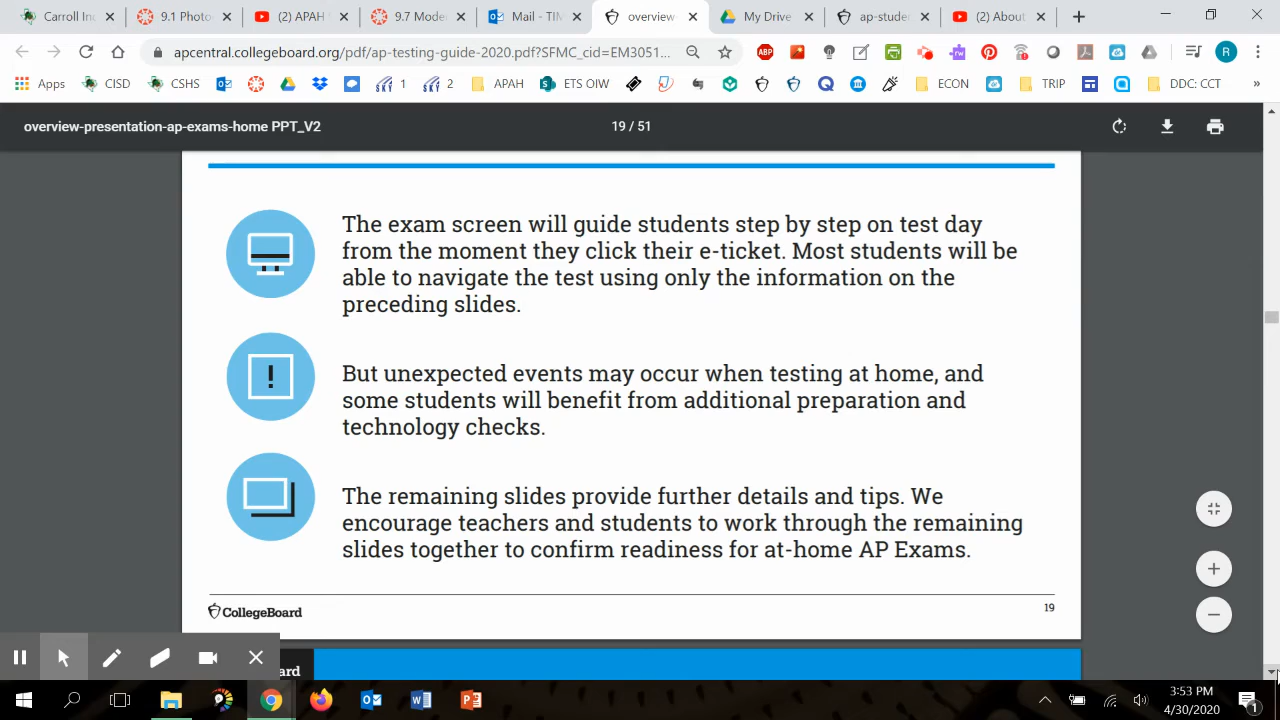 Carroll Inc
9.1 Photo
(2) APAH
9.7 Mode
Mail - TIM
overview-
My Drive
ap-stude
(2) About
apcentral.collegeboard.org/pdf/ap-testing-guide-2020.pdf?SFMC_cid=EM3051...
ABP
R
Apps
CISD
CSHS
1
2
APAH
ETS OIW
ECON
TRIP
DDC: CCT
»
overview-presentation-ap-exams-home PPT_V2
19 / 51
The exam screen will guide students step by step on test day
from the moment they click their e-ticket. Most students will be
able to navigate the test using only the information on the
preceding slides.
!
But unexpected events may occur when testing at home, and
some students will benefit from additional preparation and
technology checks.
The remaining slides provide further details and tips. We
encourage teachers and students to work through the remaining
slides together to confirm readiness for at-home AP Exams.
CollegeBoard
19
ard
3:53 PM
4/30/2020
1